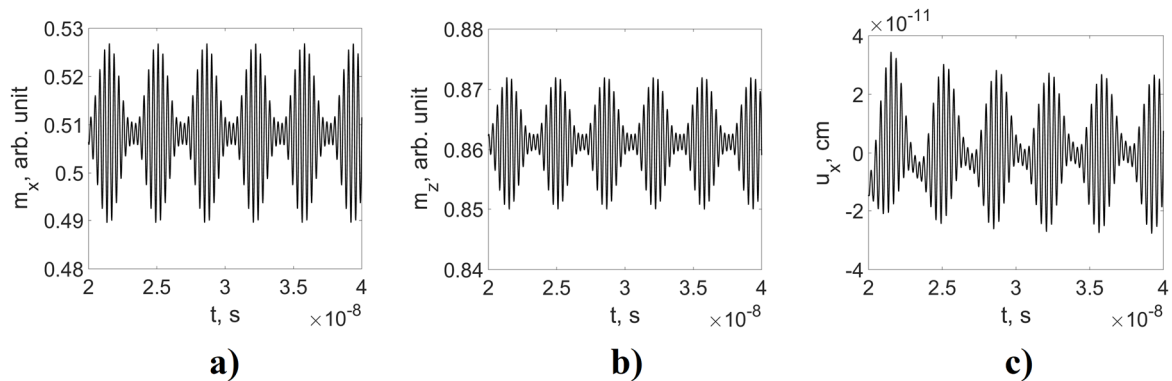 0.53
0.52
0.51
0.5
0.49
0.48
m_x, arb. unit
2 2.5 3 3.5 4
t, s
×10^-8
a)
0.88
0.87
0.86
0.85
0.84
m_z, arb. unit
2 2.5 3 3.5 4
t, s
×10^-8
b)
×10^-11
4
2
0
-2
-4
u_x, cm
2 2.5 3 3.5 4
t, s
×10^-8
c)